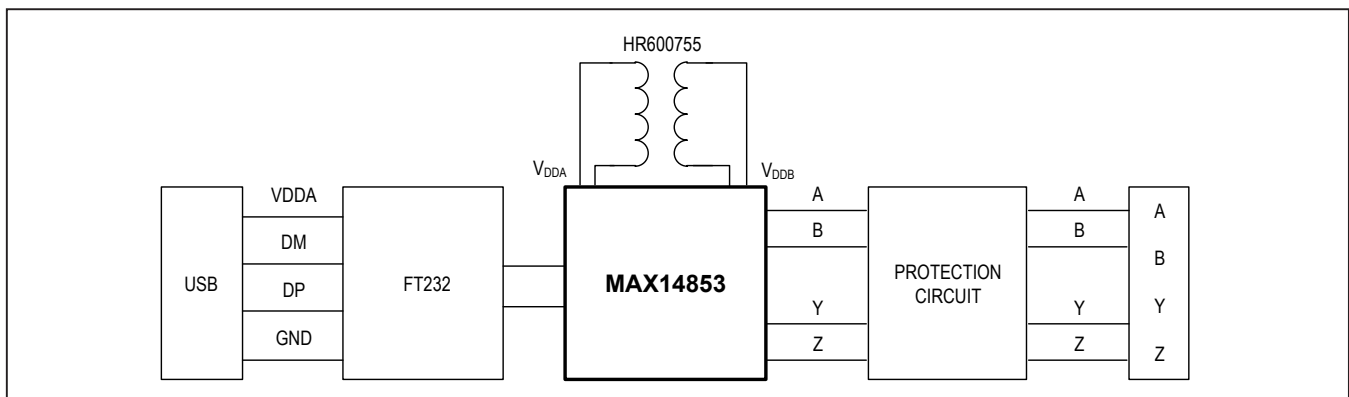 HR600755
VDDA
VDDB
USB
VDDA
DM
DP
GND
FT232
MAX14853
A
B
Y
Z
PROTECTION
CIRCUIT
A
B
Y
Z
A
B
Y
Z